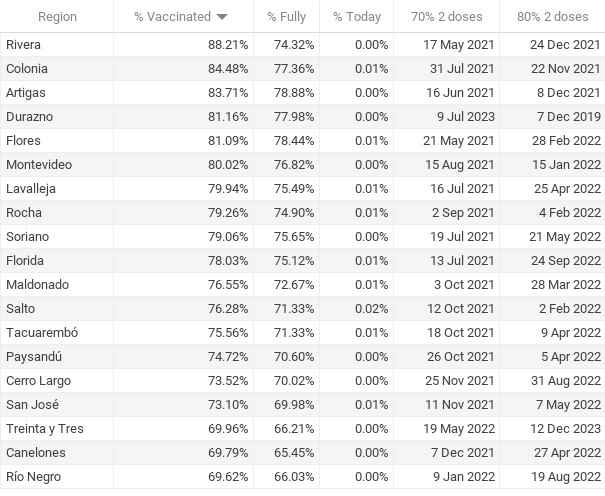 Region % Vaccinated % Fully % Today 70% 2 doses 80% 2 doses
Rivera 88.21% 74.32% 0.00% 17 May 2021 24 Dec 2021
Colonia 84.48% 77.36% 0.01% 31 Jul 2021 22 Nov 2021
Artigas 83.71% 78.88% 0.00% 16 Jun 2021 8 Dec 2021
Durazno 81.16% 77.98% 0.00% 9 Jul 2023 7 Dec 2019
Flores 81.09% 78.44% 0.01% 21 May 2021 28 Feb 2022
Montevideo 80.02% 76.82% 0.00% 15 Aug 2021 15 Jan 2022
Lavalleja 79.94% 75.49% 0.01% 16 Jul 2021 25 Apr 2022
Rocha 79.26% 74.90% 0.01% 2 Sep 2021 4 Feb 2022
Soriano 79.06% 75.65% 0.00% 19 Jul 2021 21 May 2022
Florida 78.03% 75.12% 0.01% 13 Jul 2021 24 Sep 2022
Maldonado 76.55% 72.67% 0.01% 3 Oct 2021 28 Mar 2022
Salto 76.28% 71.33% 0.02% 12 Oct 2021 2 Feb 2022
Tacuarembó 75.56% 71.33% 0.01% 18 Oct 2021 9 Apr 2022
Paysandú 74.72% 70.60% 0.00% 26 Oct 2021 5 Apr 2022
Cerro Largo 73.52% 70.02% 0.00% 25 Nov 2021 31 Aug 2022
San José 73.10% 69.98% 0.01% 11 Nov 2021 7 May 2022
Treinta y Tres 69.96% 66.21% 0.00% 19 May 2022 12 Dec 2023
Canelones 69.79% 65.45% 0.00% 7 Dec 2021 27 Apr 2022
Río Negro 69.62% 66.03% 0.00% 9 Jan 2022 19 Aug 2022